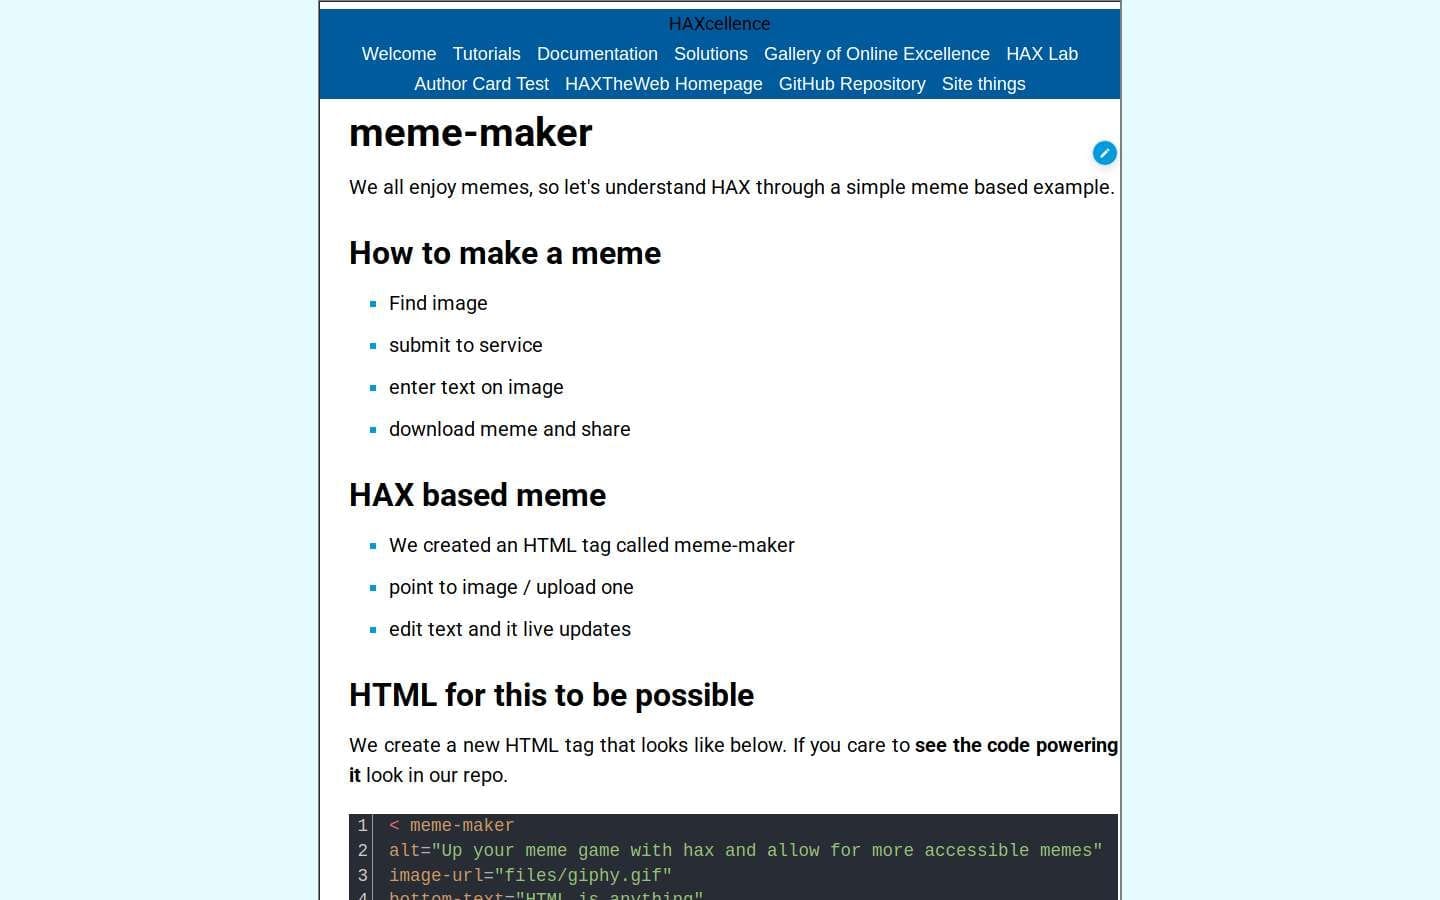 HAXcellence
Welcome Tutorials Documentation Solutions Gallery of Online Excellence HAX Lab
Author Card Test HAXTheWeb Homepage GitHub Repository Site things
meme-maker
We all enjoy memes, so let's understand HAX through a simple meme based example.
How to make a meme
Find image
submit to service
enter text on image
download meme and share
HAX based meme
We created an HTML tag called meme-maker
point to image / upload one
edit text and it live updates
HTML for this to be possible
We create a new HTML tag that looks like below. If you care to see the code powering
it look in our repo.
1 < meme-maker
2 alt="Up your meme game with hax and allow for more accessible memes"
3 image-url="files/giphy.gif"
4 bottom-text="HTML is anything"